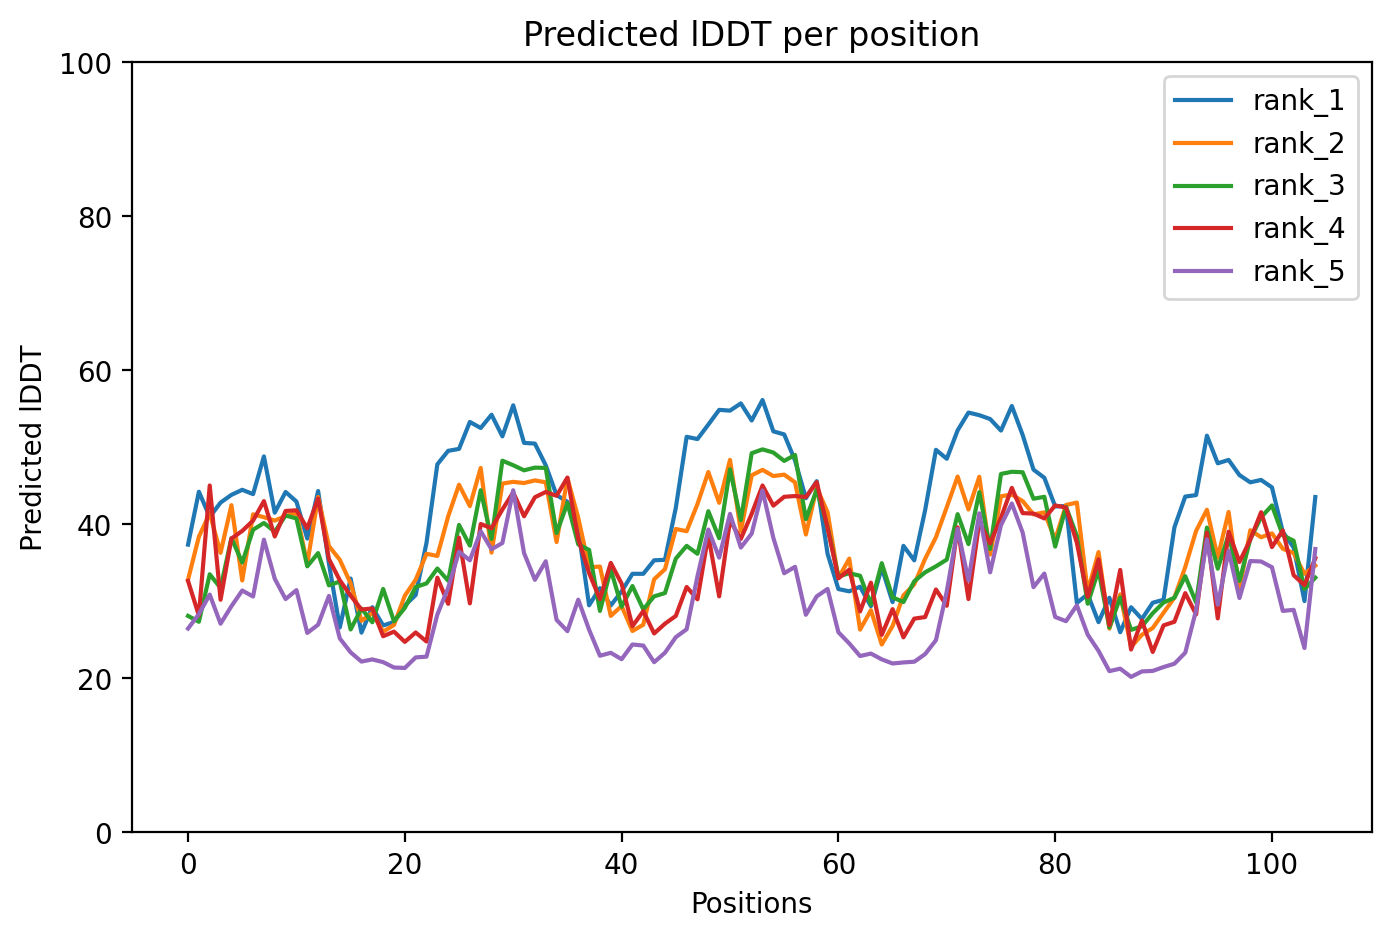 Predicted lDDT per position
100
80
60
40
20
0
Predicted lDDT
0 20 40 60 80 100
Positions
rank_1
rank_2
rank_3
rank_4
rank_5